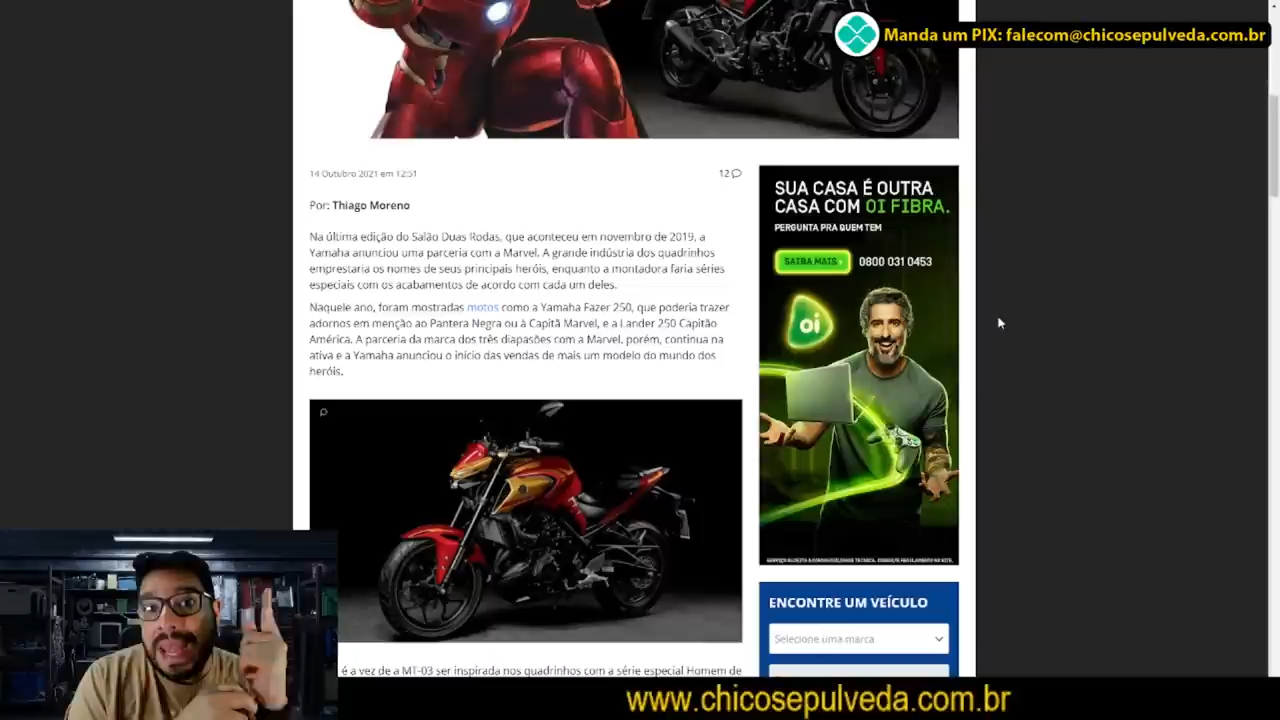 Manda um PIX: falecom@chicosepulveda.com.br
14 Outubro 2021 em 12:51
12
Por: Thiago Moreno
Na última edição do Salão Duas Rodas, que aconteceu em novembro de 2019, a
Yamaha anunciou uma parceria com a Marvel. A grande indústria dos quadrinhos
emprestaria os nomes de seus principais heróis, enquanto a montadora faria séries
especiais com os acabamentos de acordo com cada um deles.
Naquele ano, foram mostradas motos como a Yamaha Fazer 250, que poderia trazer
adornos em menção ao Pantera Negra ou à Capitã Marvel, e a Lander 250 Capitão
América. A parceria da marca dos três diapasões com a Marvel, porém, continua na
ativa e a Yamaha anunciou o início das vendas de mais um modelo do mundo dos
heróis.
é a vez de a MT-03 ser inspirada nos quadrinhos com a série especial Homem de
SUA CASA É OUTRA
CASA COM OI FIBRA.
PERGUNTA PRA QUEM TEM
SAIBA MAIS
0800 031 0453
oi
ENCONTRE UM VEÍCULO
Selecione uma marca
www.chicosepulveda.com.br